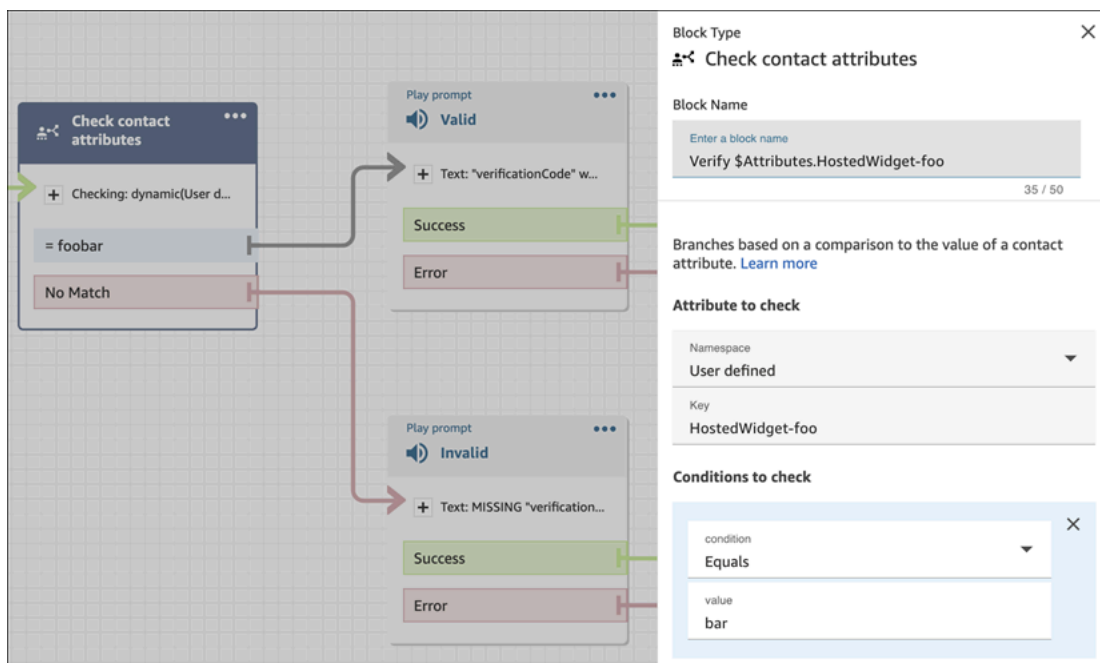 Check contact
attributes
Checking: dynamic(User d...
= foobar
No Match
Play prompt
Valid
Text: "verificationCode" w...
Success
Error
Play prompt
Invalid
Text: MISSING "verification...
Success
Error
Block Type
Check contact attributes
Block Name
Enter a block name
Verify $Attributes.HostedWidget-foo
35 / 50
Branches based on a comparison to the value of a contact
attribute. Learn more
Attribute to check
Namespace
User defined
Key
HostedWidget-foo
Conditions to check
condition
Equals
value
bar